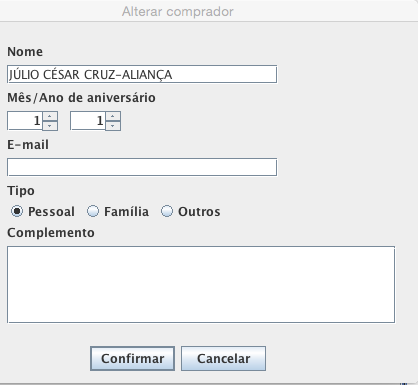 Alterar comprador
Nome
JÚLIO CÉSAR CRUZ-ALIANÇA
Mês/Ano de aniversário
1 1
E-mail
Tipo
Pessoal Família Outros
Complemento
Confirmar Cancelar